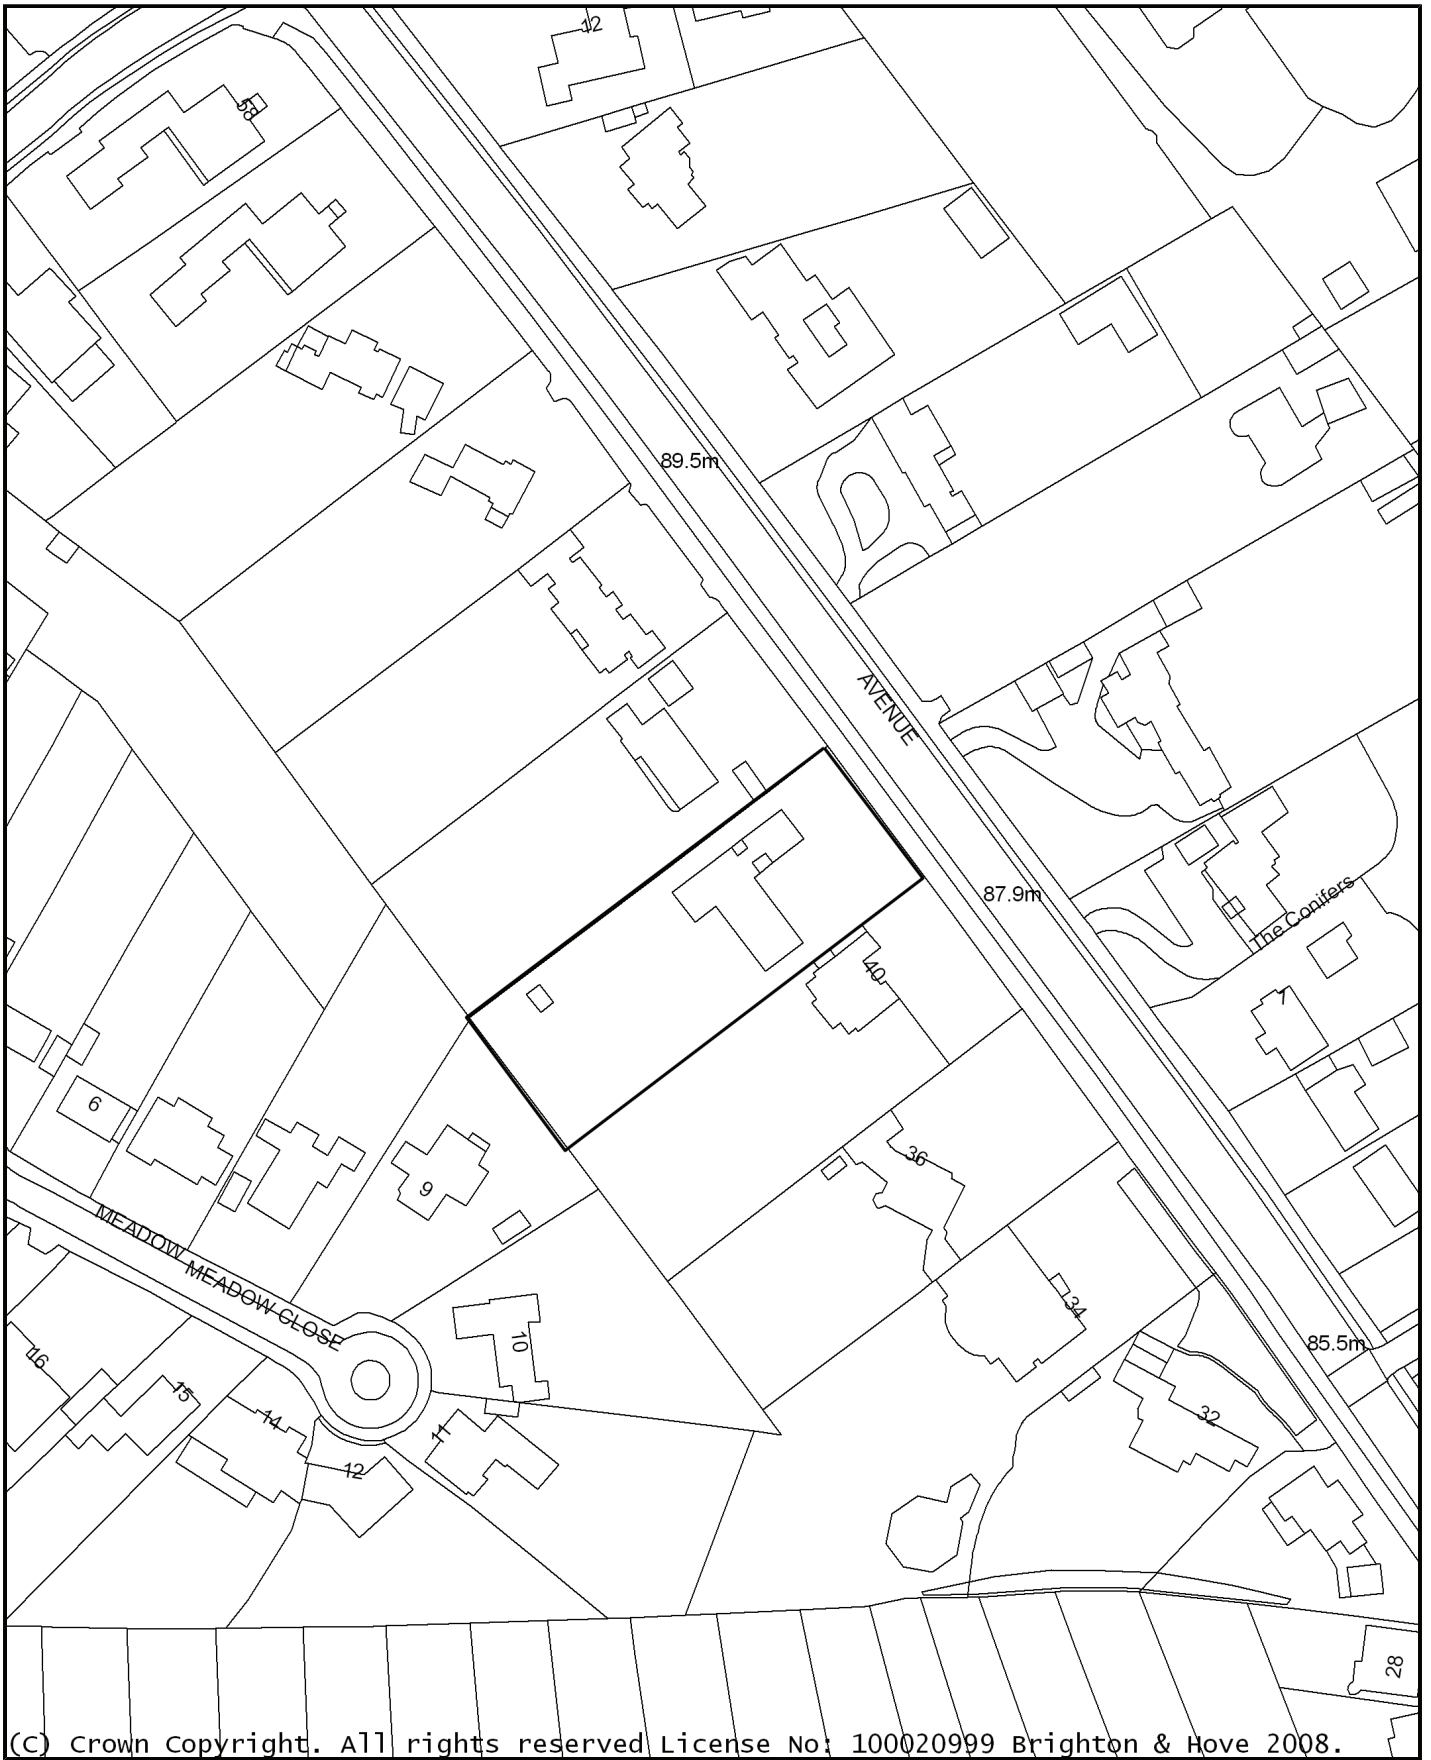 12
58
89.5m
AVENUE
87.9m
The Conifers
40
7
6
36
9
MEADOW
MEADOW CLOSE
34
10
85.5m
16
15
14
11
32
12
28
(C) Crown Copyright. All rights reserved License No: 100020999 Brighton & Hove 2008.